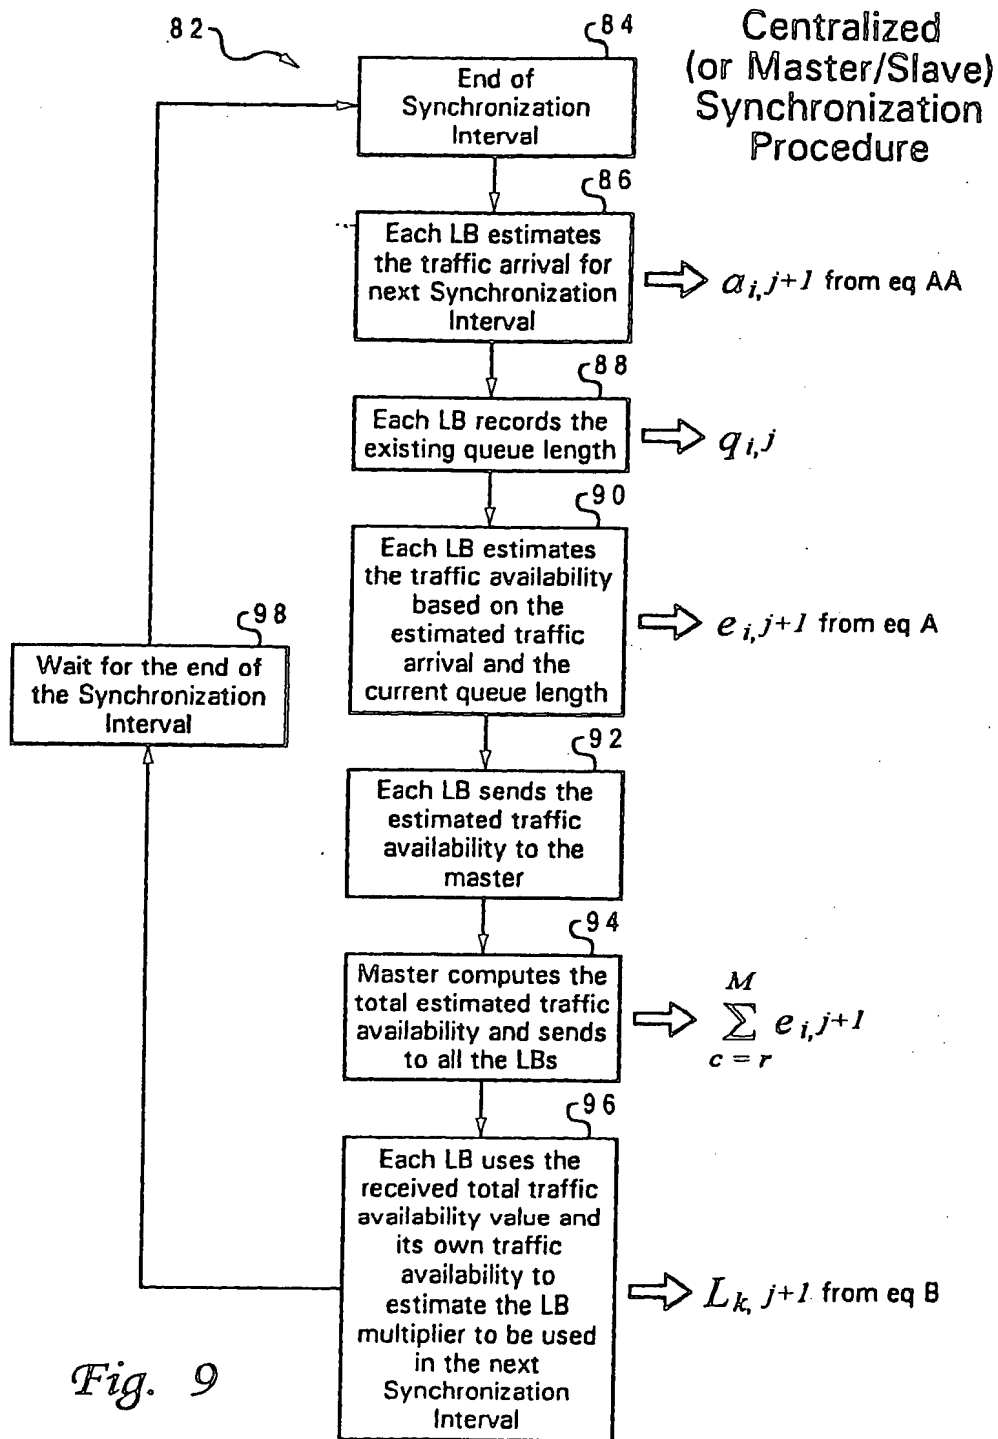 82
84
Centralized
(or Master/Slave)
Synchronization
Procedure
End of
Synchronization
Interval
86
Each LB estimates
the traffic arrival for
next Synchronization
Interval
a i, j+1 from eq AA
88
Each LB records the
existing queue length
q i, j
90
Each LB estimates
the traffic availability
based on the
estimated traffic
arrival and the
current queue length
e i, j+1 from eq A
98
Wait for the end of
the Synchronization
Interval
92
Each LB sends the
estimated traffic
availability to the
master
94
Master computes the
total estimated traffic
availability and sends
to all the LBs
M
∑ e i, j+1
c = r
96
Each LB uses the
received total traffic
availability value and
its own traffic
availability to
estimate the LB
multiplier to be used
in the next
Synchronization
Interval
L k, j+1 from eq B
Fig. 9